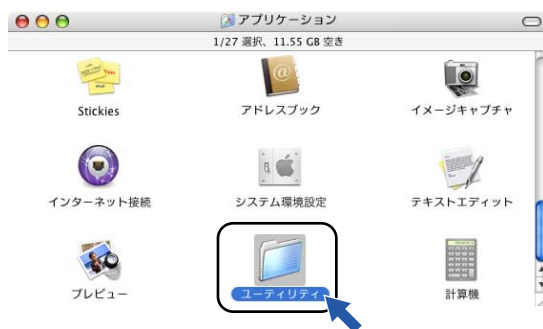 アプリケーション
1/27 選択、11.55 GB 空き
Stickies
アドレスブック
イメージキャプチャ
インターネット接続
システム環境設定
テキストエディット
プレビュー
ユーティリティ
計算機